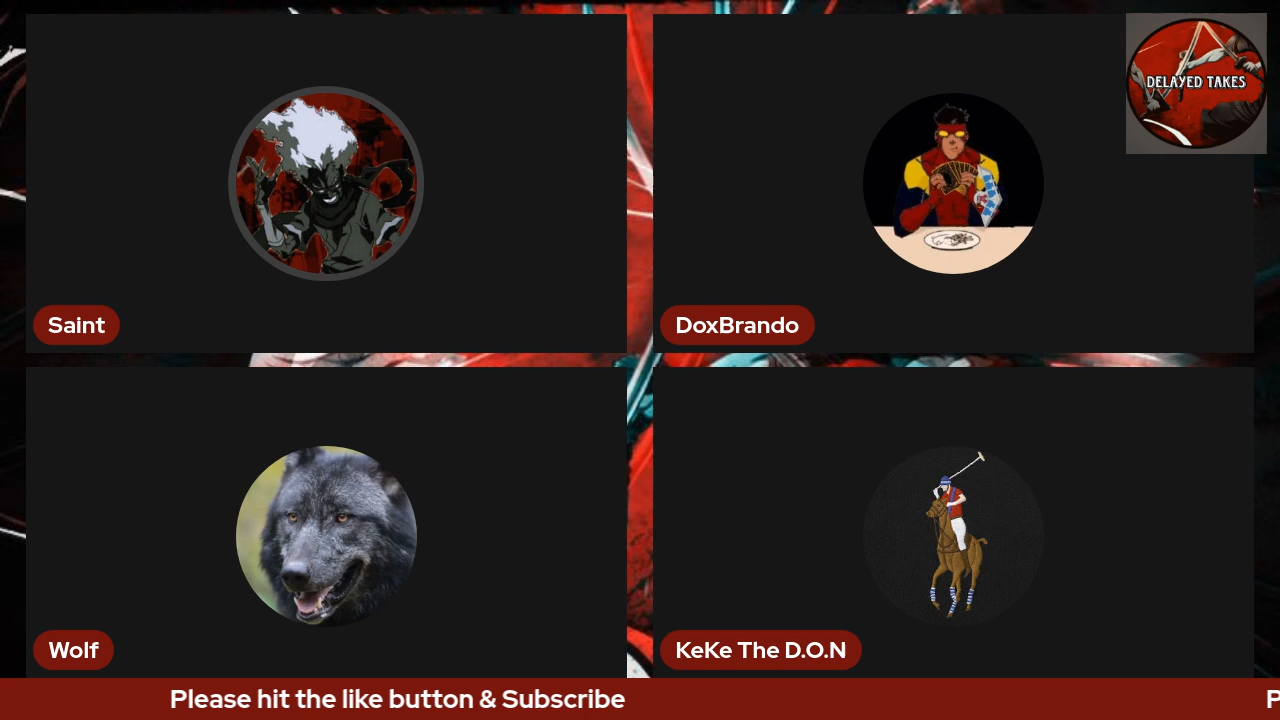 DELAYED TAKES
Saint
DoxBrando
Wolf
KeKe The D.O.N
Please hit the like button & Subscribe
P